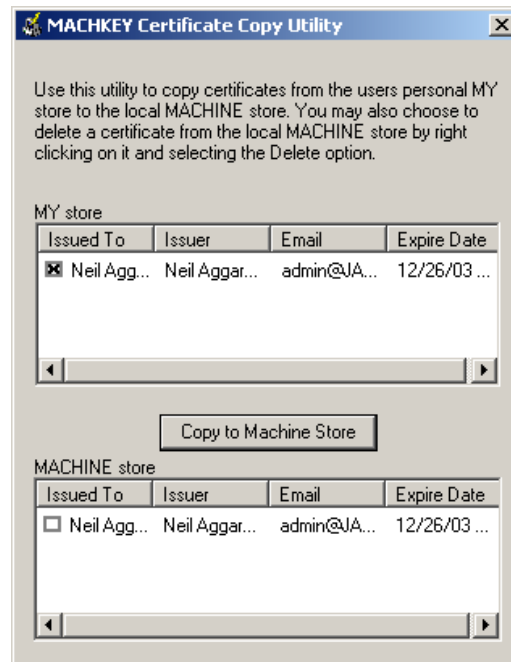 MACHKEY Certificate Copy Utility
Use this utility to copy certificates from the users personal MY
store to the local MACHINE store. You may also choose to
delete a certificate from the local MACHINE store by right
clicking on it and selecting the Delete option.
MY store
Issued To Issuer Email Expire Date
Neil Agg... Neil Aggar... admin@JA... 12/26/03 ...
Copy to Machine Store
MACHINE store
Issued To Issuer Email Expire Date
Neil Agg... Neil Aggar... admin@JA... 12/26/03 ...